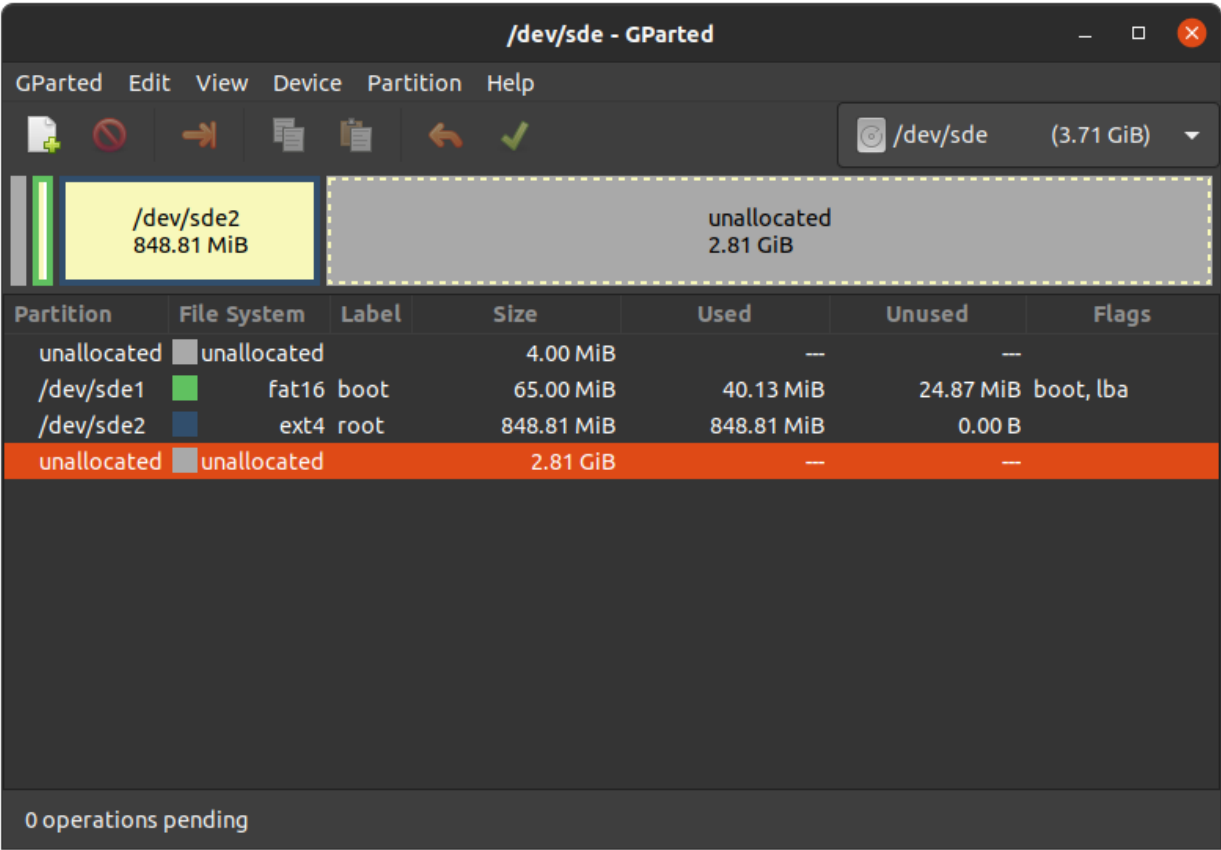 /dev/sde - GParted
GParted Edit View Device Partition Help
/dev/sde (3.71 GiB)
/dev/sde2
848.81 MiB
unallocated
2.81 GiB
Partition File System Label Size Used Unused Flags
unallocated unallocated 4.00 MiB --- ---
/dev/sde1 fat16 boot 65.00 MiB 40.13 MiB 24.87 MiB boot, lba
/dev/sde2 ext4 root 848.81 MiB 848.81 MiB 0.00 B
unallocated unallocated 2.81 GiB --- ---
0 operations pending